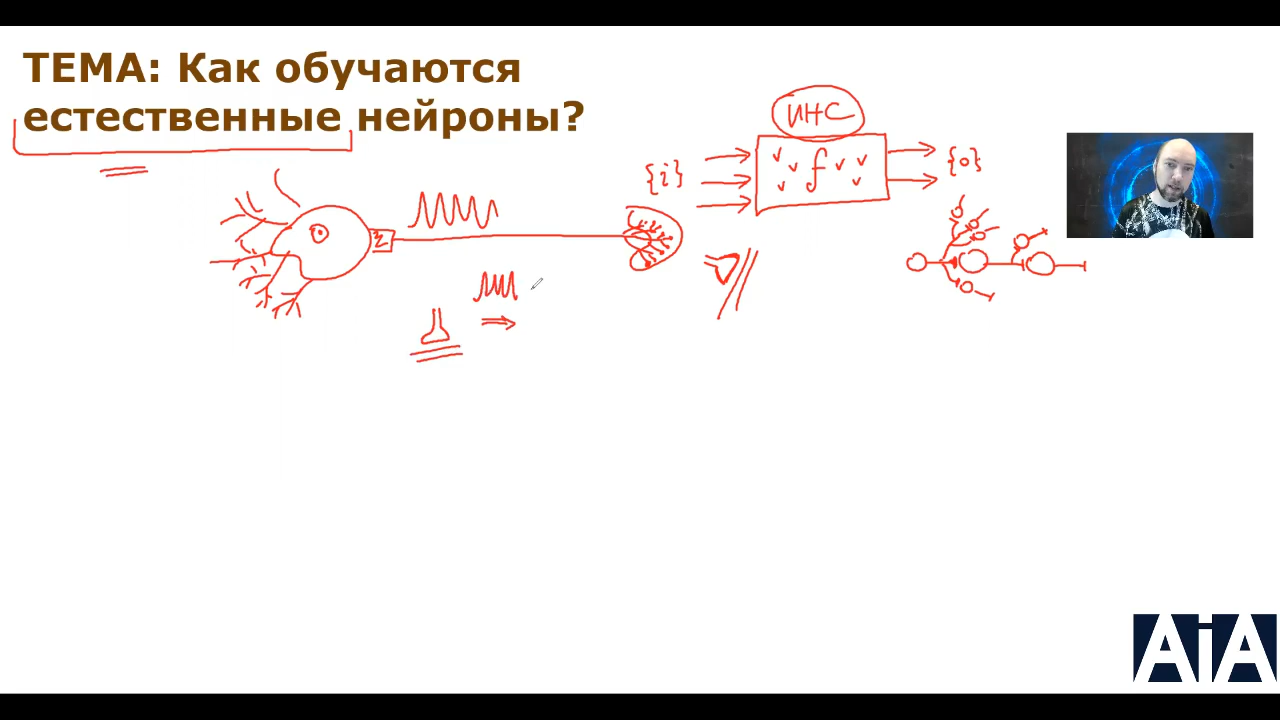 ТЕМА: Как обучаются
естественные нейроны?
ИНС
{i}
f
{o}
Σ
AiA